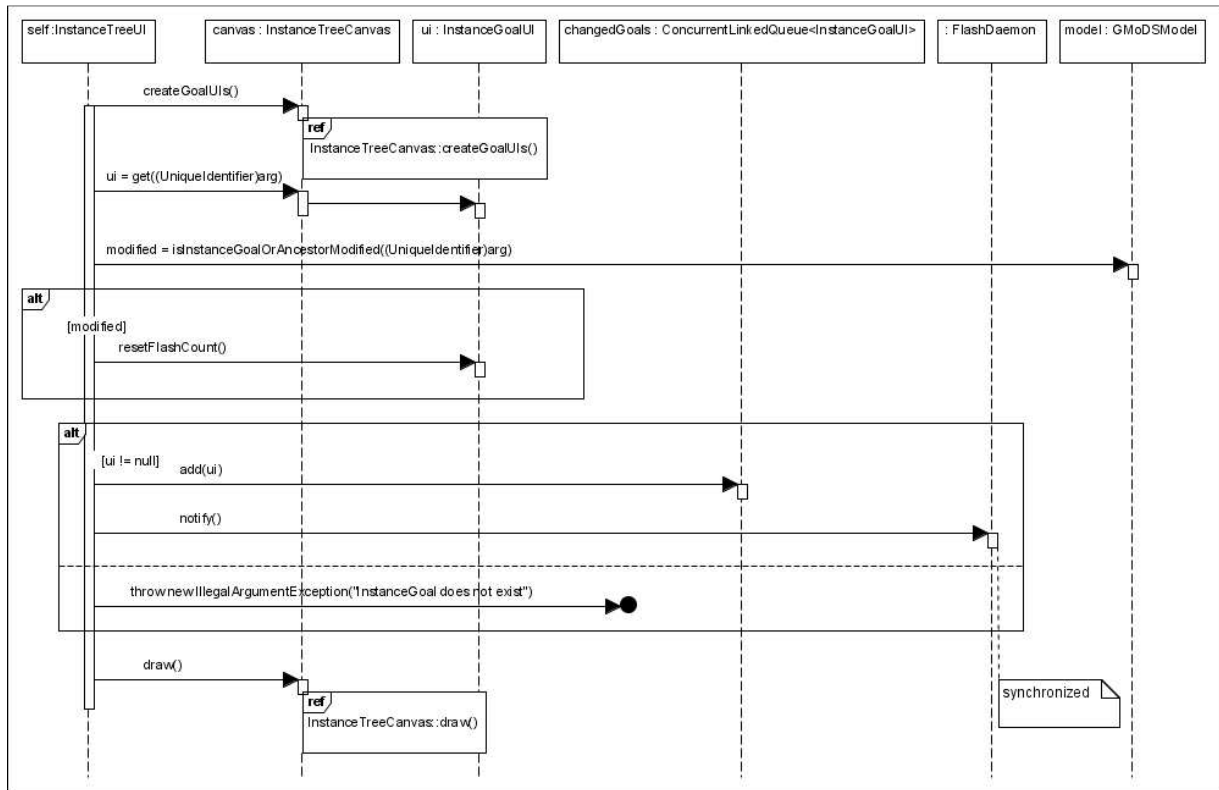 self:InstanceTreeUI
canvas : InstanceTreeCanvas
ui : InstanceGoalUI
changedGoals : ConcurrentLinkedQueue<InstanceGoalUI>
: FlashDaemon
model : GMoDSModel
createGoalUIs()
ref
InstanceTreeCanvas::createGoalUIs()
ui = get((UniqueIdentifier)arg)
modified = isInstanceGoalOrAncestorModified((UniqueIdentifier)arg)
alt
[modified]
resetFlashCount()
alt
[ui != null]
add(ui)
notify()
throw new IllegalArgumentException("InstanceGoal does not exist")
draw()
ref
InstanceTreeCanvas::draw()
synchronized